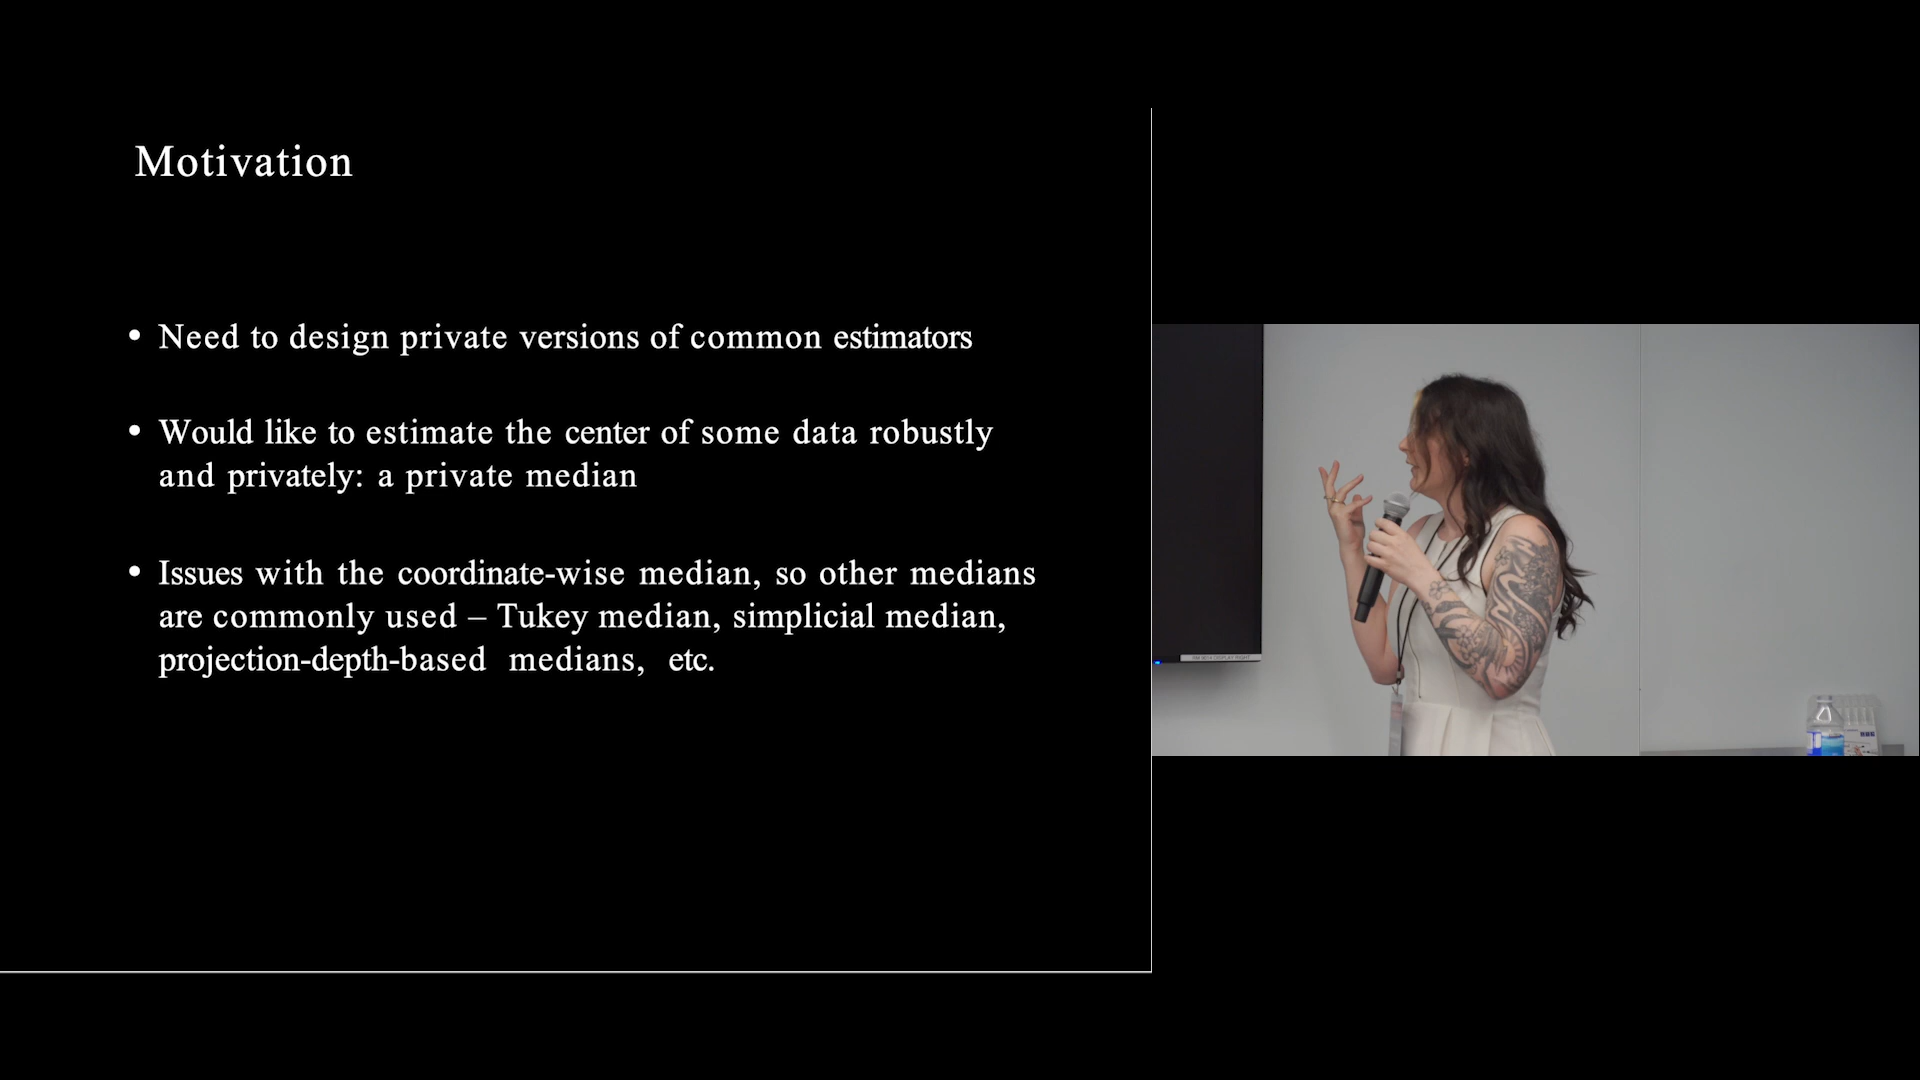 Motivation
• Need to design private versions of common estimators
• Would like to estimate the center of some data robustly
and privately: a private median
• Issues with the coordinate-wise median, so other medians
are commonly used – Tukey median, simplicial median,
projection-depth-based medians, etc.